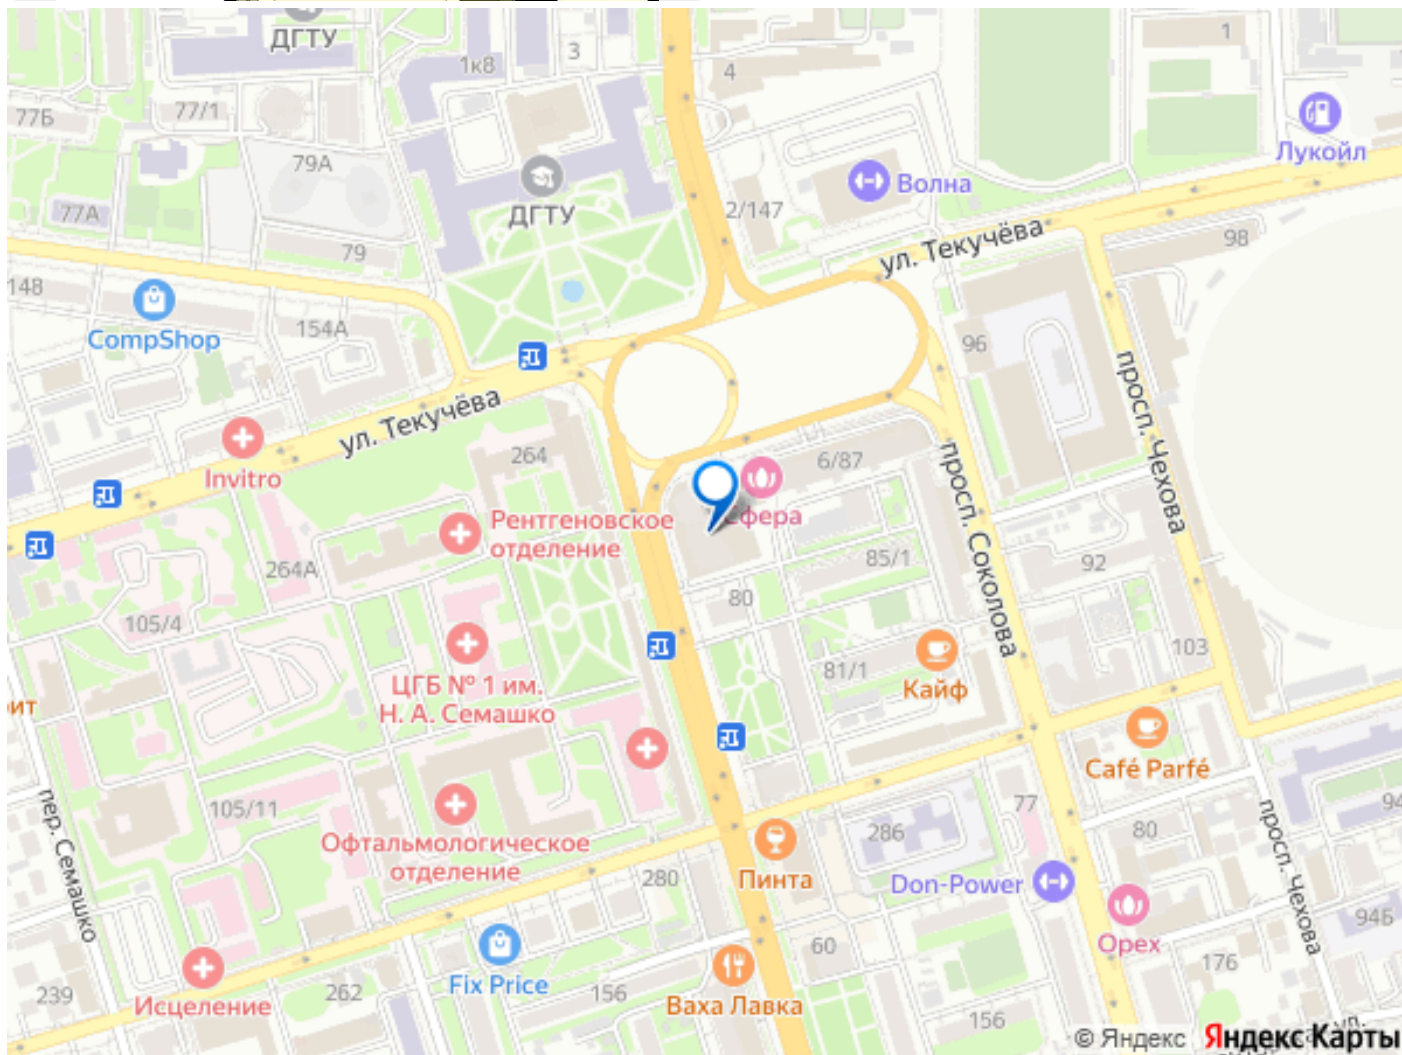 ДГТУ
3
1к8
4
1
77Б
77/1
79А
Лукойл
ДГТУ
Волна
77А
2/147
79
ул. Текучёва
98
148
CompShop
154А
96
просп. Чехова
ул. Текучёва
264
6/87
Invitro
Сфера
просп. Соколова
Рентгеновское
отделение
264А
85/1
92
105/4
80
103
81/1
Кайф
ЦГБ № 1 им.
Н. А. Семашко
ит
Café Parfé
пер. Семашко
105/11
77
286
80
94
просп. Чехова
Офтальмологическое
отделение
280
Пинта
Don-Power
94Б
Орех
60
176
239
Исцеление
262
Fix Price
156
Ваха Лавка
156
© Яндекс Яндекс Карты